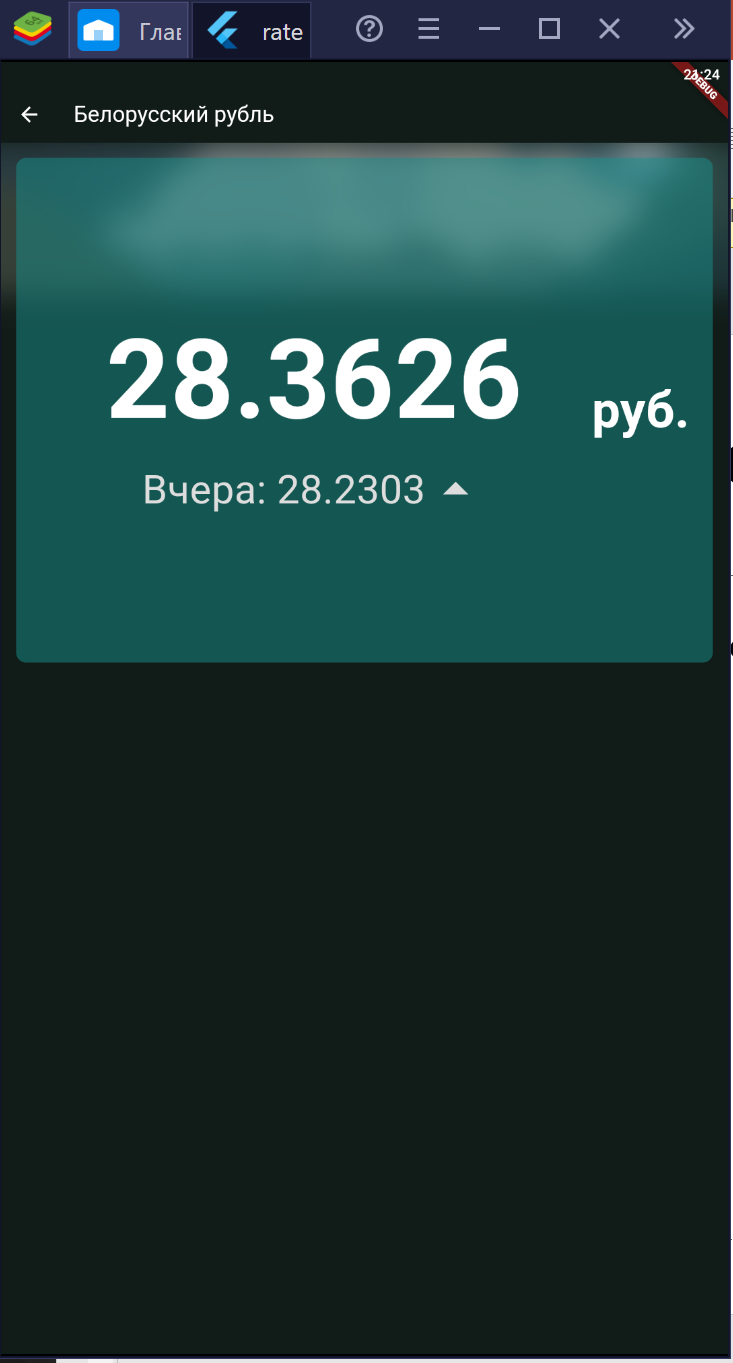 Глав
rate
21:24
DEBUG
Белорусский рубль
28.3626 руб.
Вчера: 28.2303